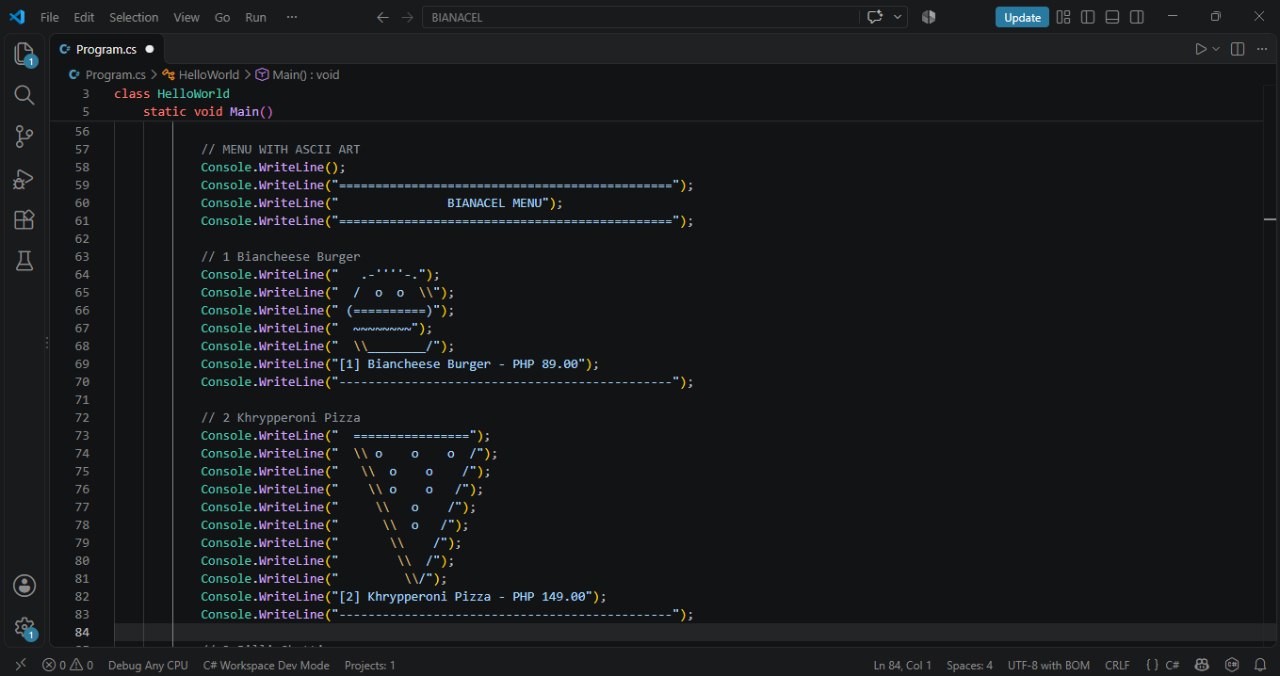 File Edit Selection View Go Run ··· BIANACEL Update
Program.cs
Program.cs > HelloWorld > Main() : void
3 class HelloWorld
5 static void Main()
56
57 // MENU WITH ASCII ART
58 Console.WriteLine();
59 Console.WriteLine("==============================================");
60 Console.WriteLine("               BIANACEL MENU");
61 Console.WriteLine("==============================================");
62
63 // 1 Biancheese Burger
64 Console.WriteLine("   .-''''-.");
65 Console.WriteLine("  /  o  o  \\");
66 Console.WriteLine(" (==========)");
67 Console.WriteLine("  ~~~~~~~~");
68 Console.WriteLine("  \\________/");
69 Console.WriteLine("[1] Biancheese Burger - PHP 89.00");
70 Console.WriteLine("----------------------------------------------");
71
72 // 2 Khrypperoni Pizza
73 Console.WriteLine("  ================");
74 Console.WriteLine("  \\ o    o    o  /");
75 Console.WriteLine("   \\  o    o    /");
76 Console.WriteLine("    \\ o    o   /");
77 Console.WriteLine("     \\   o    /");
78 Console.WriteLine("      \\  o   /");
79 Console.WriteLine("       \\    /");
80 Console.WriteLine("        \\  /");
81 Console.WriteLine("         \\/");
82 Console.WriteLine("[2] Khrypperoni Pizza - PHP 149.00");
83 Console.WriteLine("----------------------------------------------");
84
0 0 Debug Any CPU C# Workspace Dev Mode Projects: 1 Ln 84, Col 1 Spaces: 4 UTF-8 with BOM CRLF { } C#